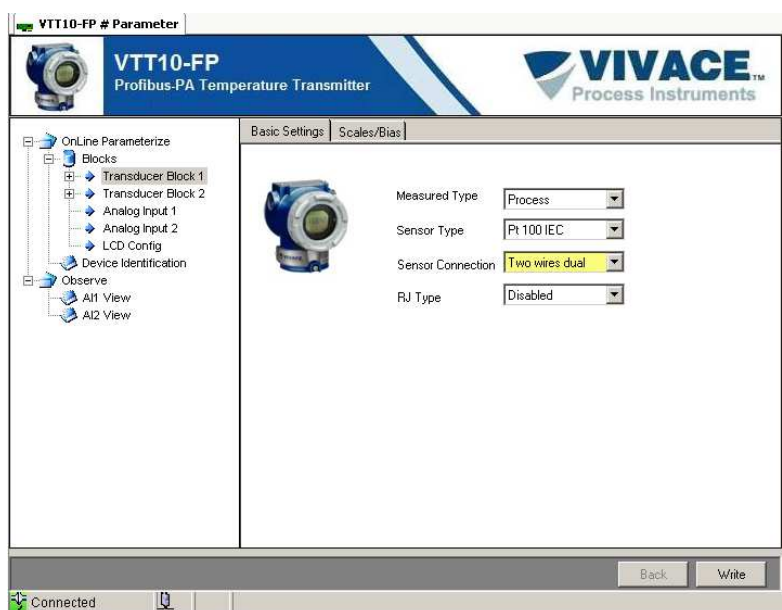 VTT10-FP # Parameter
VTT10-FP
Profibus-PA Temperature Transmitter
VIVACE™
Process Instruments
OnLine Parameterize
Blocks
Transducer Block 1
Transducer Block 2
Analog Input 1
Analog Input 2
LCD Config
Device Identification
Observe
AI1 View
AI2 View
Basic Settings
Scales/Bias
Measured Type
Process
Sensor Type
Pt 100 IEC
Sensor Connection
Two wires dual
RJ Type
Disabled
Back
Write
Connected